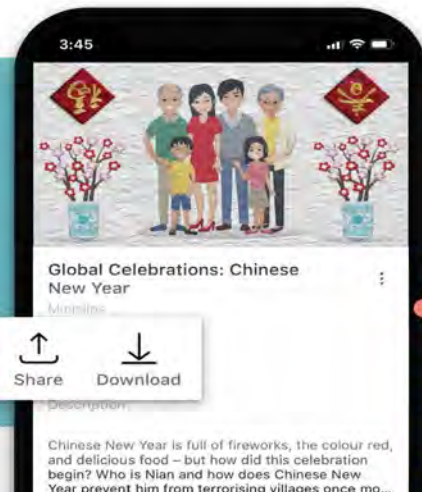 3:45
Global Celebrations: Chinese
New Year
Share Download
Description
Chinese New Year is full of fireworks, the colour red,
and delicious food – but how did this celebration
begin? Who is Nian and how does Chinese New
Year prevent him from terrorising villages once mo...